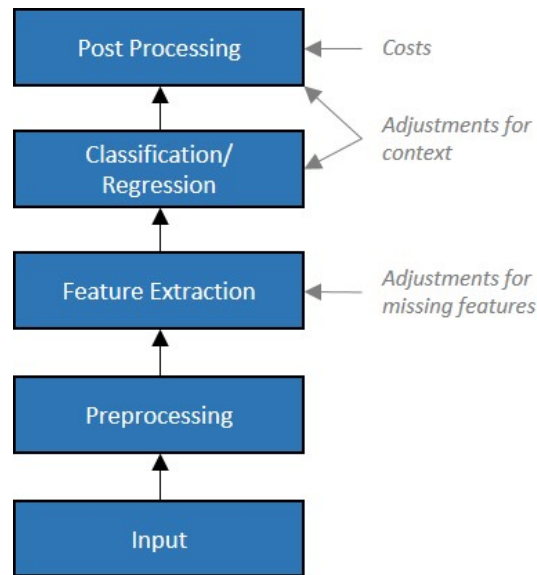 Post Processing
Costs
Adjustments for
context
Classification/
Regression
Feature Extraction
Adjustments for
missing features
Preprocessing
Input